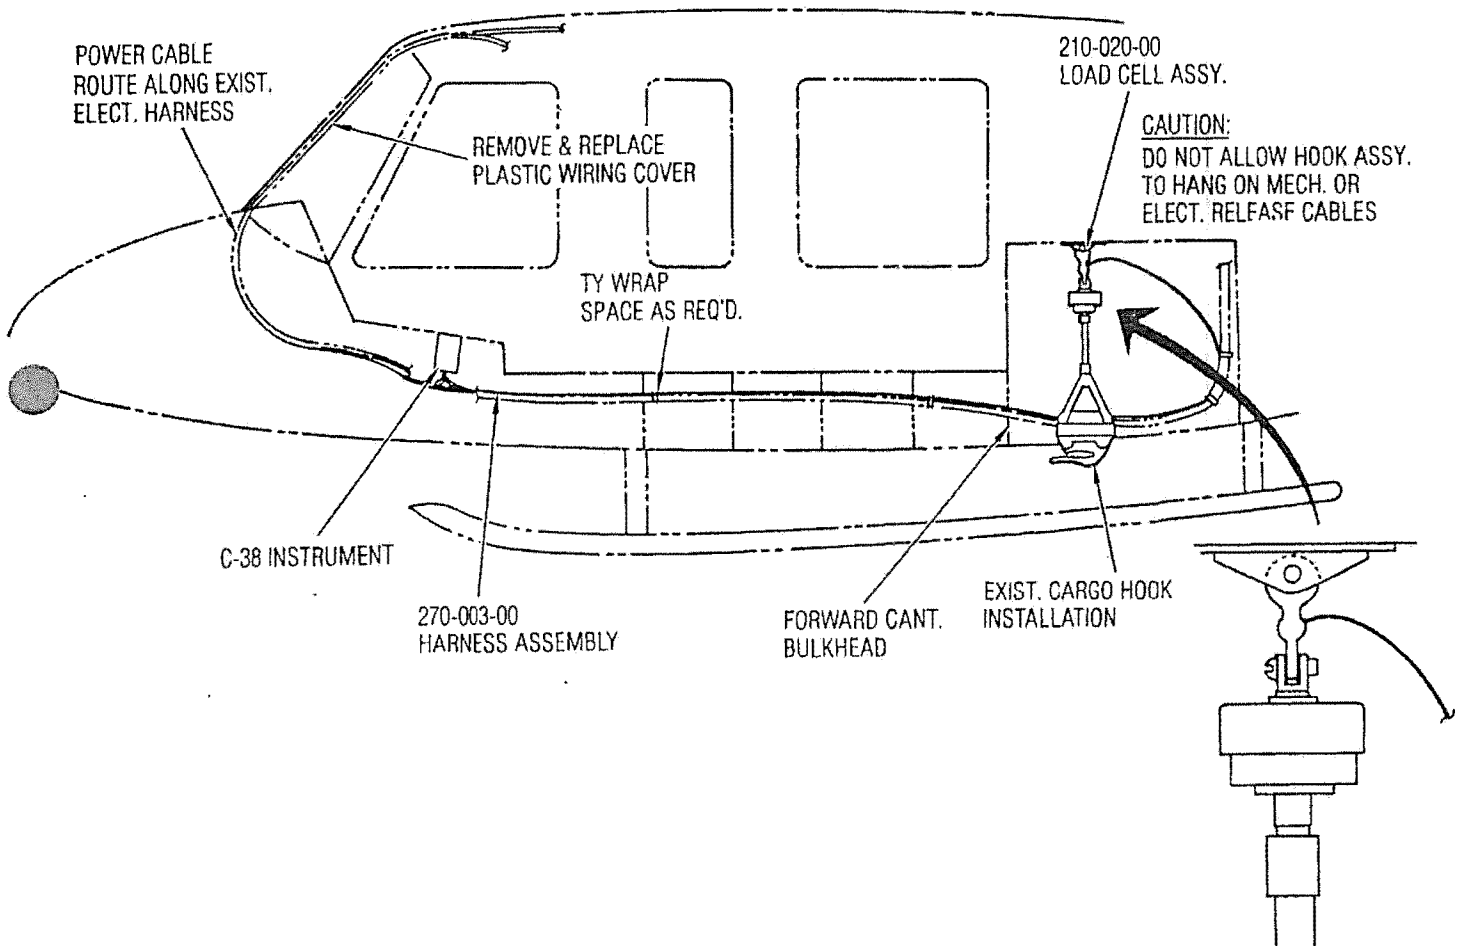 POWER CABLE
ROUTE ALONG EXIST.
ELECT. HARNESS
REMOVE & REPLACE
PLASTIC WIRING COVER
210-020-00
LOAD CELL ASSY.
CAUTION:
DO NOT ALLOW HOOK ASSY.
TO HANG ON MECH. OR
ELECT. RELFASF CABLES
TY WRAP
SPACE AS REQ'D.
C-38 INSTRUMENT
270-003-00
HARNESS ASSEMBLY
FORWARD CANT.
BULKHEAD
EXIST. CARGO HOOK
INSTALLATION